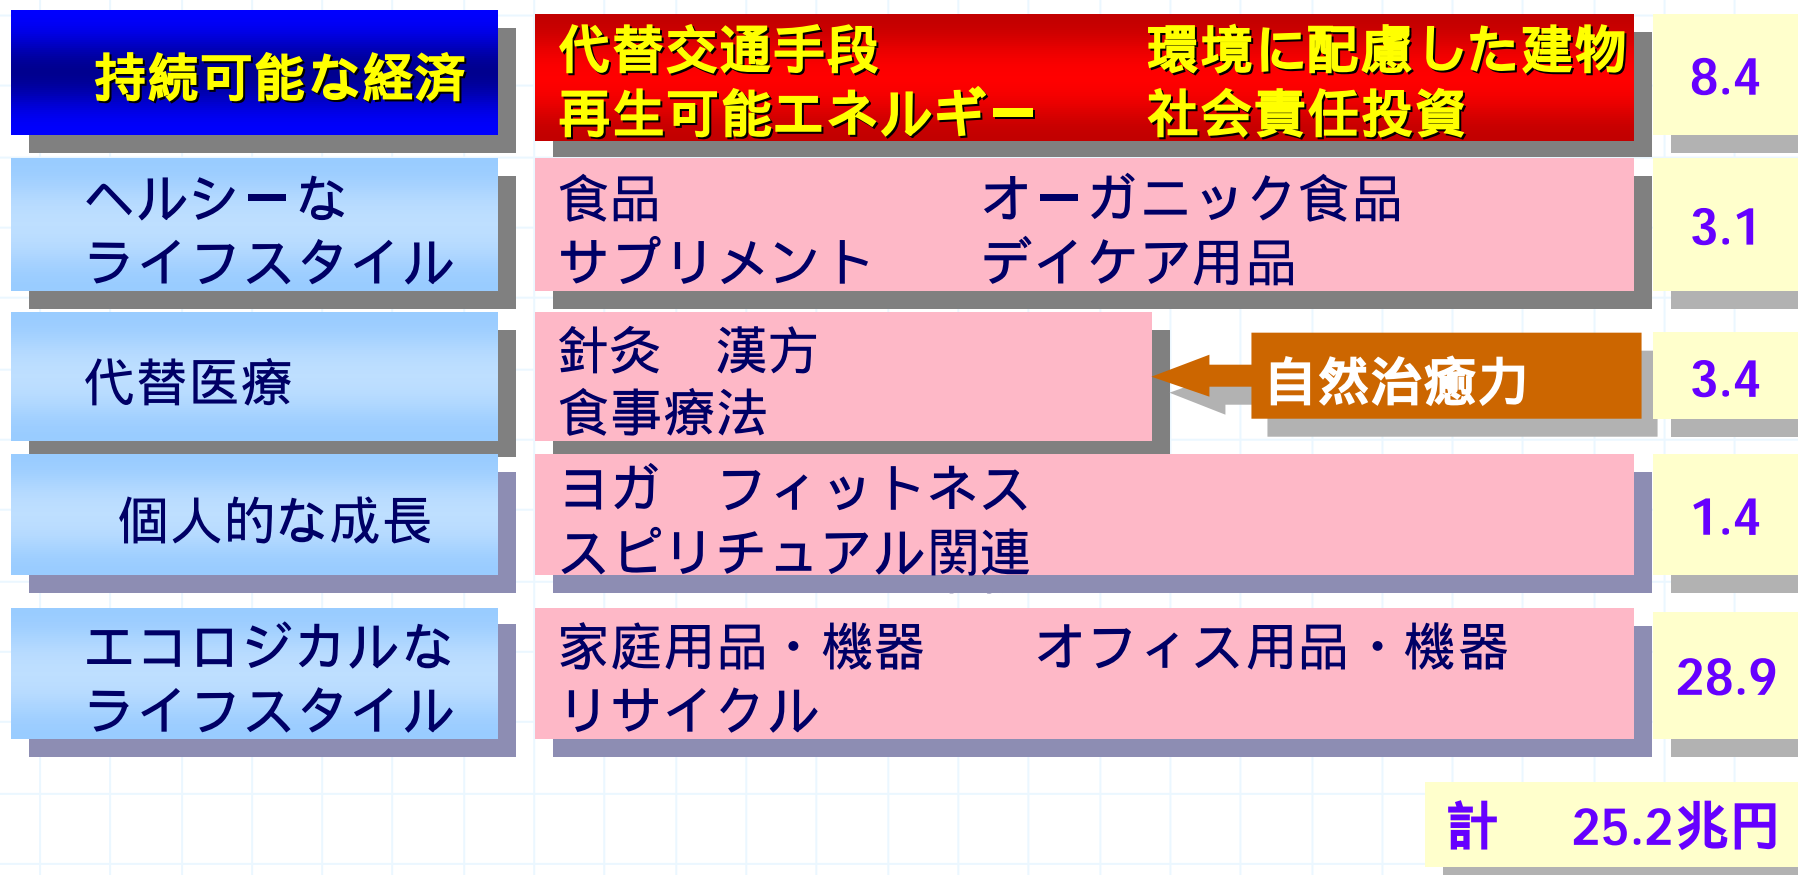 持続可能な経済
代替交通手段 環境に配慮した建物
再生可能エネルギー 社会責任投資
8.4
ヘルシーな
ライフスタイル
食品 オーガニック食品
サプリメント デイケア用品
3.1
代替医療
針灸 漢方
食事療法
自然治癒力
3.4
個人的な成長
ヨガ フィットネス
スピリチュアル関連
1.4
エコロジカルな
ライフスタイル
家庭用品・機器 オフィス用品・機器
リサイクル
28.9
計 25.2兆円